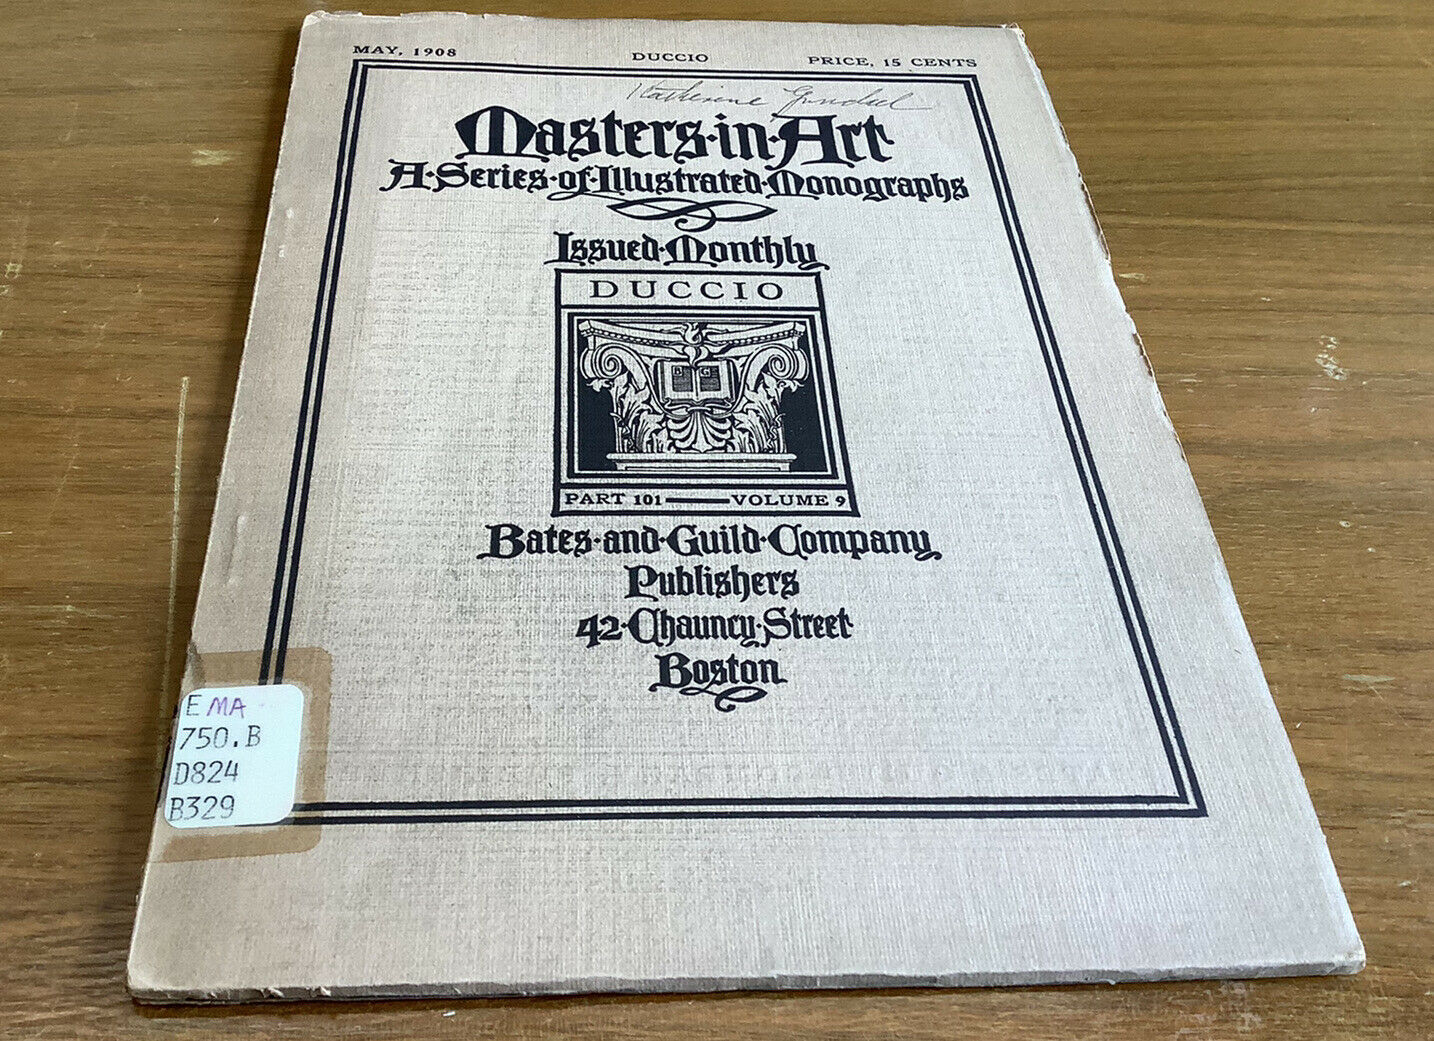 MAY, 1908 DUCCIO PRICE, 15 CENTS
Katherine
Masters·in·Art
A·Series·of·Illustrated·Monographs
Issued·Monthly
DUCCIO
B G
PART 101 VOLUME 9
Bates·and·Guild·Company
Publishers
42·Chauncy·Street
Boston
E MA
750.B
D824
B329